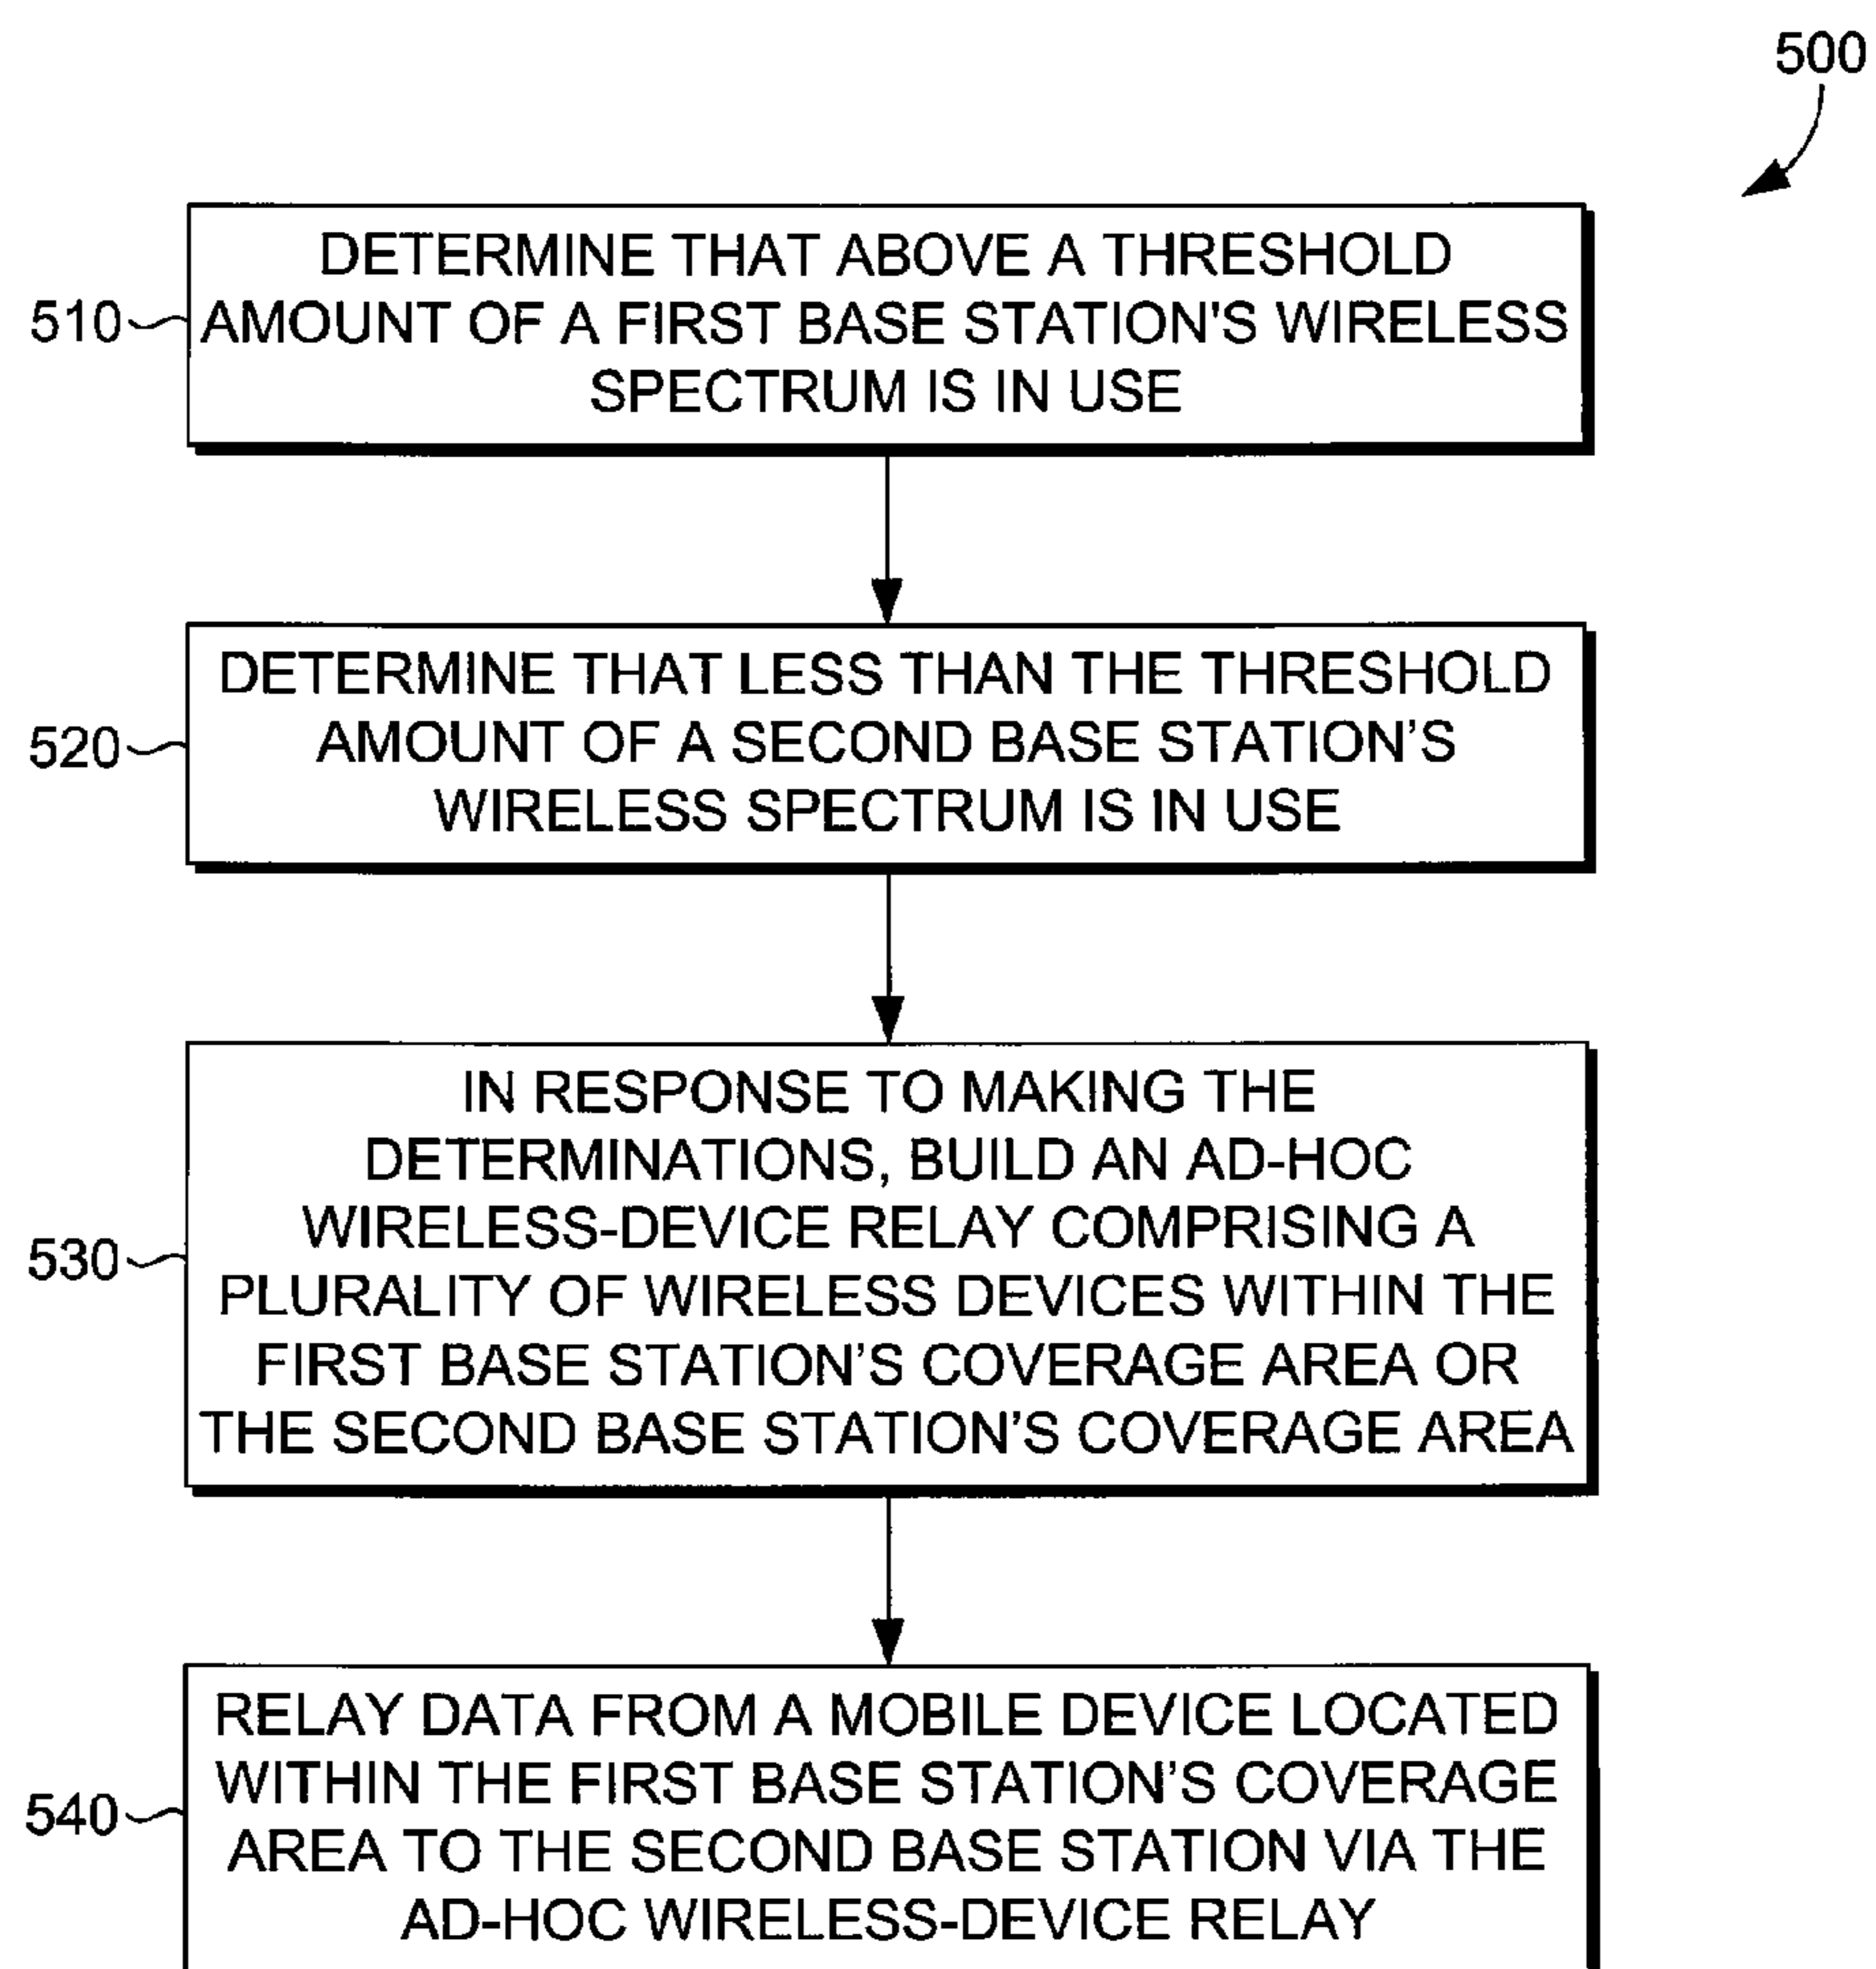 500
DETERMINE THAT ABOVE A THRESHOLD
510 AMOUNT OF A FIRST BASE STATION'S WIRELESS
SPECTRUM IS IN USE
DETERMINE THAT LESS THAN THE THRESHOLD
520 AMOUNT OF A SECOND BASE STATION'S
WIRELESS SPECTRUM IS IN USE
IN RESPONSE TO MAKING THE
DETERMINATIONS, BUILD AN AD-HOC
WIRELESS-DEVICE RELAY COMPRISING A
530 PLURALITY OF WIRELESS DEVICES WITHIN THE
FIRST BASE STATION'S COVERAGE AREA OR
THE SECOND BASE STATION'S COVERAGE AREA
RELAY DATA FROM A MOBILE DEVICE LOCATED
WITHIN THE FIRST BASE STATION'S COVERAGE
540 AREA TO THE SECOND BASE STATION VIA THE
AD-HOC WIRELESS-DEVICE RELAY